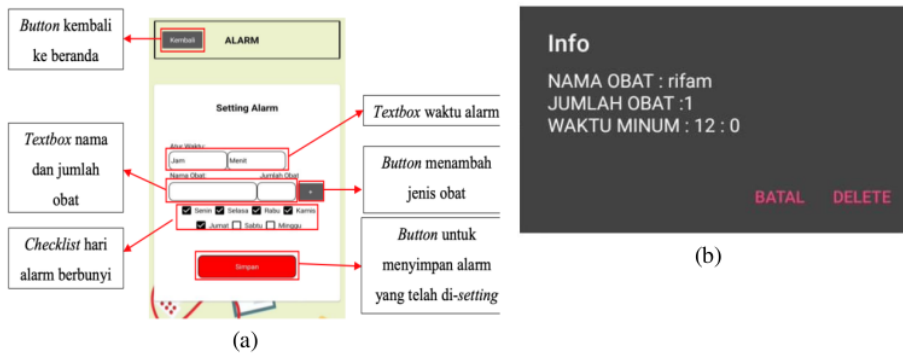 Button kembali
ke beranda
Kembali
ALARM
Setting Alarm
Textbox waktu alarm
Atur Waktu:
Jam
Menit
Textbox nama
dan jumlah
obat
Nama Obat:
Jumlah Obat
+
Button menambah
jenis obat
Senin
Selasa
Rabu
Kamis
Jumat
Sabtu
Minggu
Checklist hari
alarm berbunyi
Simpan
Button untuk
menyimpan alarm
yang telah di-setting
(a)
Info
NAMA OBAT : rifam
JUMLAH OBAT :1
WAKTU MINUM : 12 : 0
BATAL DELETE
(b)